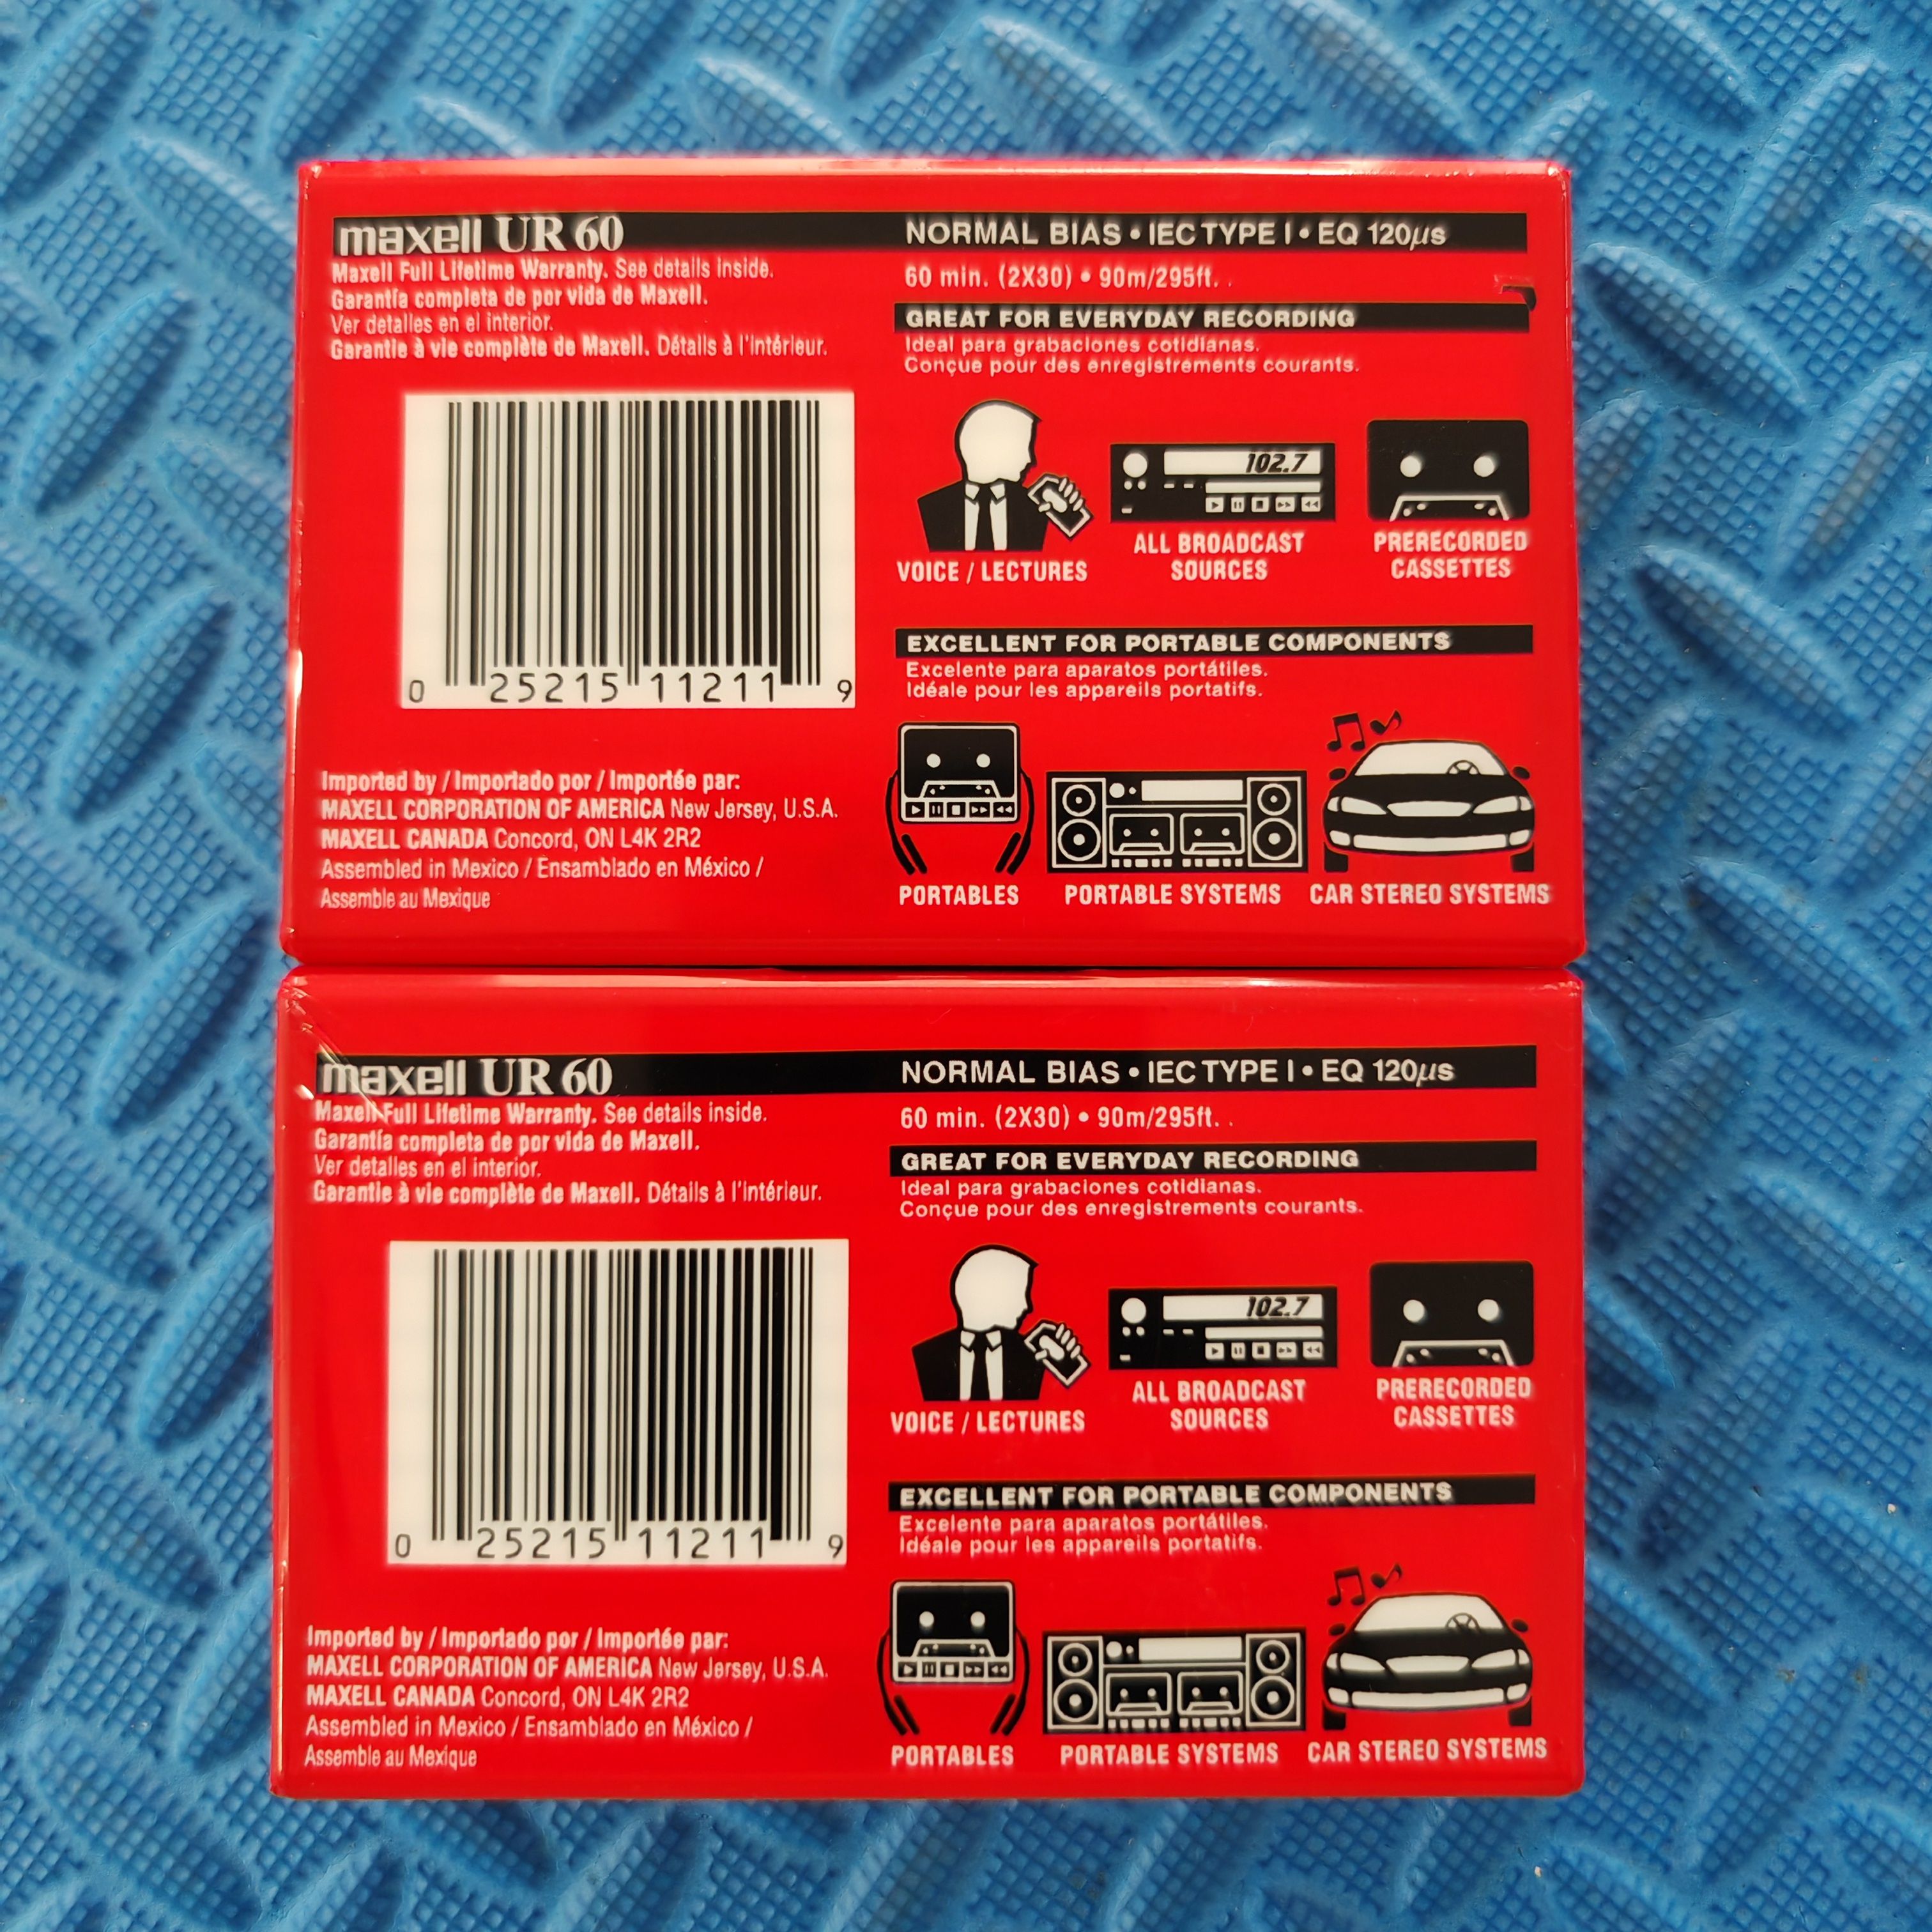 maxell UR 60
Maxell Full Lifetime Warranty. See details inside.
Garantía completa de por vida de Maxell.
Ver detalles en el interior.
Garantie à vie complète de Maxell. Détails à l'intérieur.
0 25215 11211 9
Imported by / Importado por / Importée par:
MAXELL CORPORATION OF AMERICA New Jersey, U.S.A.
MAXELL CANADA Concord, ON L4K 2R2
Assembled in Mexico / Ensamblado en México /
Assemble au Mexique
NORMAL BIAS • IEC TYPE I • EQ 120µs
60 min. (2X30) • 90m/295ft. .
GREAT FOR EVERYDAY RECORDING
Ideal para grabaciones cotidianas.
Conçue pour des enregistrements courants.
102.7
VOICE / LECTURES
ALL BROADCAST
SOURCES
PRERECORDED
CASSETTES
EXCELLENT FOR PORTABLE COMPONENTS
Excelente para aparatos portátiles.
Idéale pour les appareils portatifs.
PORTABLES
PORTABLE SYSTEMS
CAR STEREO SYSTEMS
maxell UR 60
Maxell Full Lifetime Warranty. See details inside.
Garantía completa de por vida de Maxell.
Ver detalles en el interior.
Garantie à vie complète de Maxell. Détails à l'intérieur.
0 25215 11211 9
Imported by / Importado por / Importée par:
MAXELL CORPORATION OF AMERICA New Jersey, U.S.A.
MAXELL CANADA Concord, ON L4K 2R2
Assembled in Mexico / Ensamblado en México /
Assemble au Mexique
NORMAL BIAS • IEC TYPE I • EQ 120µs
60 min. (2X30) • 90m/295ft. .
GREAT FOR EVERYDAY RECORDING
Ideal para grabaciones cotidianas.
Conçue pour des enregistrements courants.
102.7
VOICE / LECTURES
ALL BROADCAST
SOURCES
PRERECORDED
CASSETTES
EXCELLENT FOR PORTABLE COMPONENTS
Excelente para aparatos portátiles.
Idéale pour les appareils portatifs.
PORTABLES
PORTABLE SYSTEMS
CAR STEREO SYSTEMS